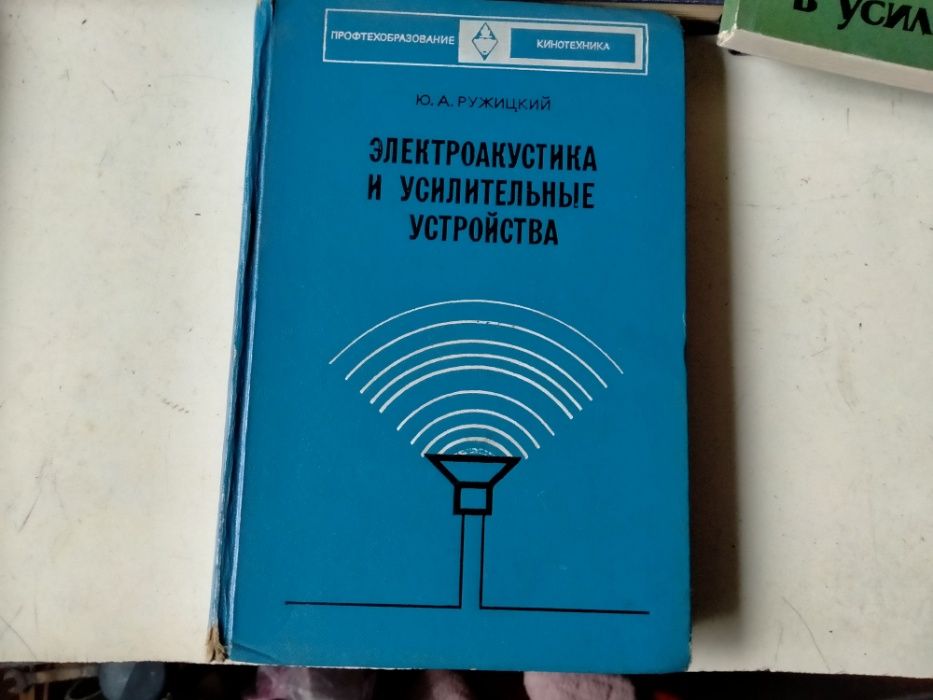 ПРОФТЕХОБРАЗОВАНИЕ
КИНОТЕХНИКА
Ю. А. РУЖИЦКИЙ
ЭЛЕКТРОАКУСТИКА
И УСИЛИТЕЛЬНЫЕ
УСТРОЙСТВА
В УСИЛ